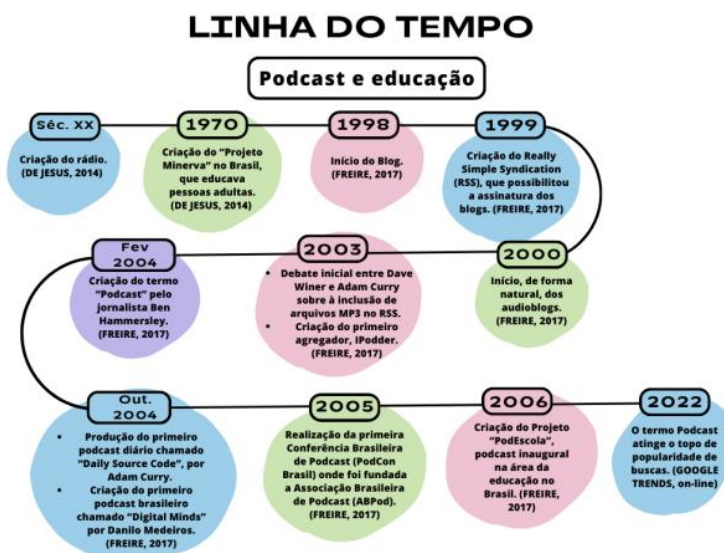 LINHA DO TEMPO
Podcast e educação
Séc. XX
Criação do rádio.
(DE JESUS, 2014)
1970
Criação do "Projeto
Minerva" no Brasil,
que educava
pessoas adultas.
(DE JESUS, 2014)
1998
Início do Blog.
(FREIRE, 2017)
1999
Criação do Really
Simple Syndication
(RSS), que possibilitou
a assinatura dos
blogs. (FREIRE, 2017)
2000
Início, de forma
natural, dos
audioblogs.
(FREIRE, 2017)
2003
• Debate inicial entre Dave
Winer e Adam Curry
sobre à inclusão de
arquivos MP3 no RSS.
• Criação do primeiro
agregador, IPodder.
(FREIRE, 2017)
Fev
2004
Criação do termo
"Podcast" pelo
jornalista Ben
Hammersley.
(FREIRE, 2017)
Out.
2004
• Produção do primeiro
podcast diário chamado
"Daily Source Code", por
Adam Curry.
• Criação do primeiro
podcast brasileiro
chamado "Digital Minds"
por Danilo Medeiros.
(FREIRE, 2017)
2005
Realização da primeira
Conferência Brasileira
de Podcast (PodCon
Brasil) onde foi fundada
a Associação Brasileira
de Podcast (ABPod).
(FREIRE, 2017)
2006
Criação do Projeto
"PodEscola",
podcast inaugural
na área da
educação no
Brasil. (FREIRE,
2017)
2022
O termo Podcast
atinge o topo de
popularidade de
buscas. (GOOGLE
TRENDS, on-line)